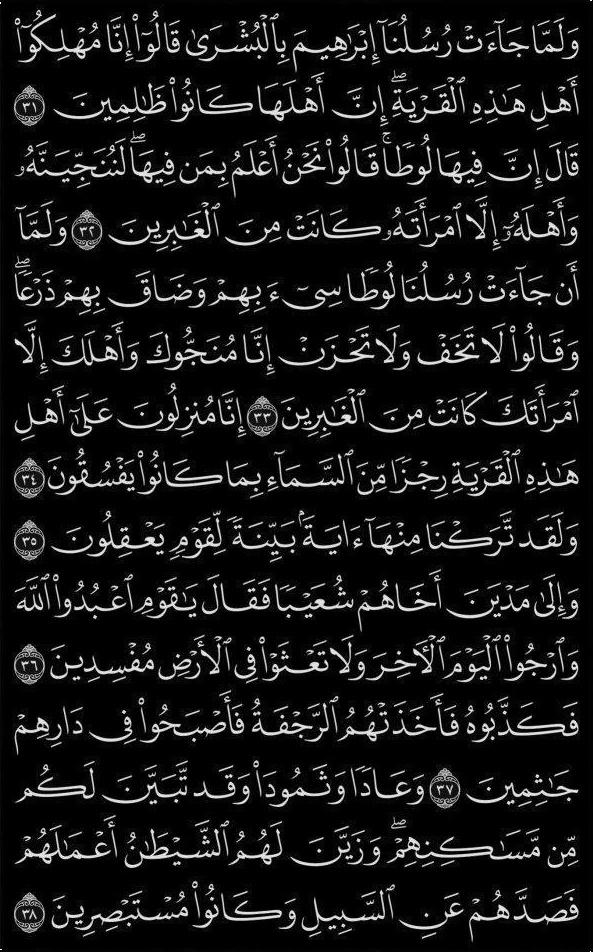 وَلَمَّا جَآءَتۡ رُسُلُنَآ إِبۡرَٰهِيمَ بِٱلۡبُشۡرَىٰ قَالُوٓاْ إِنَّا مُهۡلِكُوٓاْ
أَهۡلِ هَٰذِهِ ٱلۡقَرۡيَةِۖ إِنَّ أَهۡلَهَا كَانُواْ ظَٰلِمِينَ ٣١
قَالَ إِنَّ فِيهَا لُوطٗاۚ قَالُواْ نَحۡنُ أَعۡلَمُ بِمَن فِيهَاۖ لَنُنَجِّيَنَّهُۥ
وَأَهۡلَهُۥٓ إِلَّا ٱمۡرَأَتَهُۥ كَانَتۡ مِنَ ٱلۡغَٰبِرِينَ ٣٢ وَلَمَّآ
أَن جَآءَتۡ رُسُلُنَا لُوطٗا سِيٓءَ بِهِمۡ وَضَاقَ بِهِمۡ ذَرۡعٗاۖ
وَقَالُواْ لَا تَخَفۡ وَلَا تَحۡزَنۡ إِنَّا مُنَجُّوكَ وَأَهۡلَكَ إِلَّا
ٱمۡرَأَتَكَ كَانَتۡ مِنَ ٱلۡغَٰبِرِينَ ٣٣ إِنَّا مُنزِلُونَ عَلَىٰٓ أَهۡلِ
هَٰذِهِ ٱلۡقَرۡيَةِ رِجۡزٗا مِّنَ ٱلسَّمَآءِ بِمَا كَانُواْ يَفۡسُقُونَ ٣٤
وَلَقَد تَّرَكۡنَا مِنۡهَآ ءَايَةَۢ بَيِّنَةٗ لِّقَوۡمٖ يَعۡقِلُونَ ٣٥
وَإِلَىٰ مَدۡيَنَ أَخَاهُمۡ شُعَيۡبٗا فَقَالَ يَٰقَوۡمِ ٱعۡبُدُواْ ٱللَّهَ
وَٱرۡجُواْ ٱلۡيَوۡمَ ٱلۡأٓخِرَ وَلَا تَعۡثَوۡاْ فِي ٱلۡأَرۡضِ مُفۡسِدِينَ ٣٦
فَكَذَّبُوهُ فَأَخَذَتۡهُمُ ٱلرَّجۡفَةُ فَأَصۡبَحُواْ فِي دَارِهِمۡ
جَٰثِمِينَ ٣٧ وَعَادٗا وَثَمُودَاْ وَقَد تَّبَيَّنَ لَكُم
مِّن مَّسَٰكِنِهِمۡۖ وَزَيَّنَ لَهُمُ ٱلشَّيۡطَٰنُ أَعۡمَٰلَهُمۡ
فَصَدَّهُمۡ عَنِ ٱلسَّبِيلِ وَكَانُواْ مُسۡتَبۡصِرِينَ ٣٨